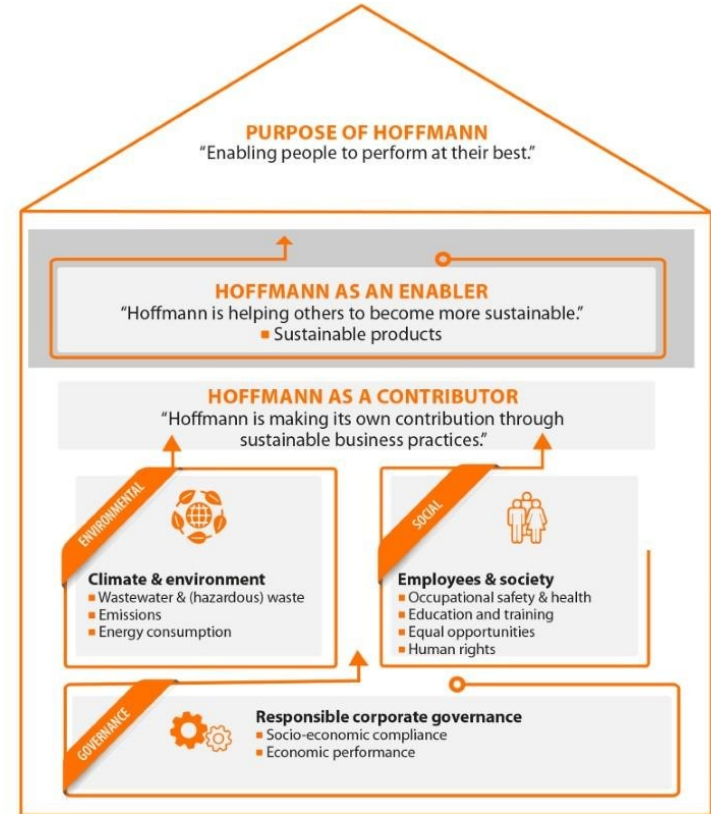 PURPOSE OF HOFFMANN
“Enabling people to perform at their best.”
HOFFMANN AS AN ENABLER
“Hoffmann is helping others to become more sustainable.”
■ Sustainable products
HOFFMANN AS A CONTRIBUTOR
“Hoffmann is making its own contribution through
sustainable business practices.”
ENVIRONMENTAL
Climate & environment
■ Wastewater & (hazardous) waste
■ Emissions
■ Energy consumption
SOCIAL
Employees & society
■ Occupational safety & health
■ Education and training
■ Equal opportunities
■ Human rights
GOVERNANCE
Responsible corporate governance
■ Socio-economic compliance
■ Economic performance